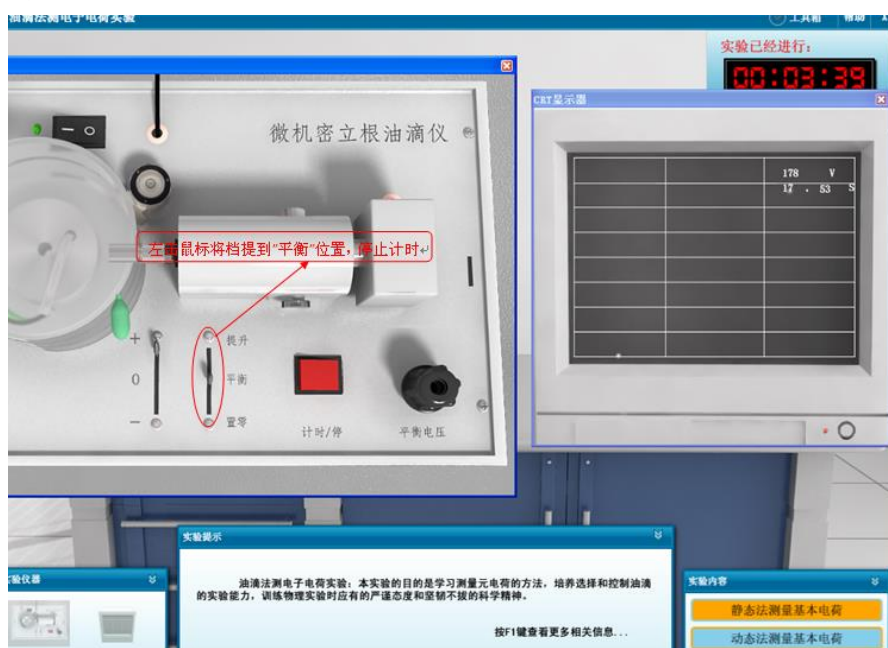 油滴法测电子电荷实验
工具箱 帮助
实验已经进行:
00:03:39
CRT显示器
微机密立根油滴仪
178 V
17 . 53 S
左击鼠标将档提到"平衡"位置,停止计时↵
+
提升
0
平衡
-
置零
计时/停
平衡电压
实验提示
油滴法测电子电荷实验:本实验的目的是学习测量元电荷的方法,培养选择和控制油滴
的实验能力,训练物理实验时应有的严谨态度和坚韧不拔的科学精神。
按F1键查看更多相关信息...
实验仪器
实验内容
静态法测量基本电荷
动态法测量基本电荷